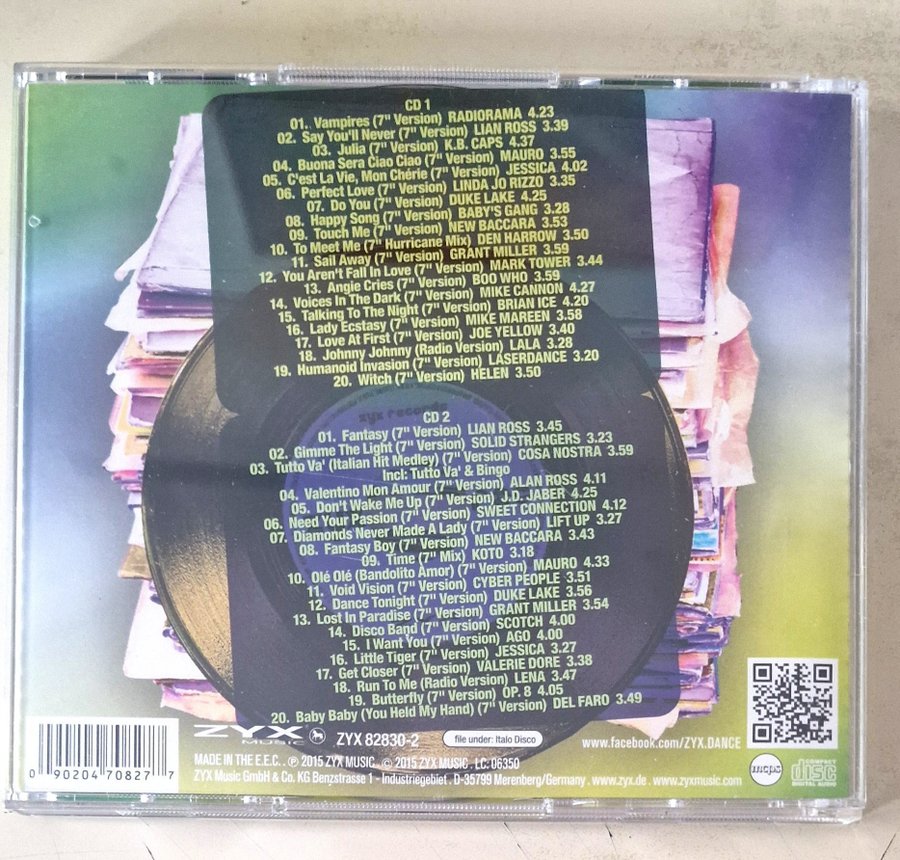 CD 1
01. Vampires (7" Version) RADIORAMA 4.23
02. Say You'll Never (7" Version) LIAN ROSS 3.39
03. Julia (7" Version) K.B. CAPS 4.37
04. Buona Sera Ciao Ciao (7" Version) MAURO 3.55
05. C'est La Vie, Mon Chérie (7" Version) JESSICA 4.02
06. Perfect Love (7" Version) LINDA JO RIZZO 3.35
07. Do You (7" Version) DUKE LAKE 4.25
08. Happy Song (7" Version) BABY'S GANG 3.28
09. Touch Me (7" Version) NEW BACCARA 3.53
10. To Meet Me (7" Hurricane Mix) DEN HARROW 3.50
11. Sail Away (7" Version) GRANT MILLER 3.59
12. You Aren't Fall In Love (7" Version) MARK TOWER 3.44
13. Angie Cries (7" Version) BOO WHO 3.59
14. Voices In The Dark (7" Version) MIKE CANNON 4.27
15. Talking To The Night (7" Version) BRIAN ICE 4.20
16. Lady Ecstasy (7" Version) MIKE MAREEN 3.58
17. Love At First (7" Version) JOE YELLOW 3.40
18. Johnny Johnny (Radio Version) LALA 3.28
19. Humanoid Invasion (7" Version) LASERDANCE 3.20
20. Witch (7" Version) HELEN 3.50
zyx records
CD 2
01. Fantasy (7" Version) LIAN ROSS 3.45
02. Gimme The Light (7" Version) SOLID STRANGERS 3.23
03. Tutto Va' (Italian Hit Medley) (7" Version) COSA NOSTRA 3.59
Incl: Tutto Va' & Bingo
04. Valentino Mon Amour (7" Version) ALAN ROSS 4.11
05. Don't Wake Me Up (7" Version) J.D. JABER 4.25
06. Need Your Passion (7" Version) SWEET CONNECTION 4.12
07. Diamonds Never Made A Lady (7" Version) LIFT UP 3.27
08. Fantasy Boy (7" Version) NEW BACCARA 3.43
09. Time (7" Mix) KOTO 3.18
10. Olé Olé (Bandolito Amor) (7" Version) MAURO 4.33
11. Void Vision (7" Version) CYBER PEOPLE 3.51
12. Dance Tonight (7" Version) DUKE LAKE 3.56
13. Lost In Paradise (7" Version) GRANT MILLER 3.54
14. Disco Band (7" Version) SCOTCH 4.00
15. I Want You (7" Version) AGO 4.00
16. Little Tiger (7" Version) JESSICA 3.27
17. Get Closer (7" Version) VALERIE DORE 3.38
18. Run To Me (Radio Version) LENA 3.47
19. Butterfly (7" Version) OP. 8 4.05
20. Baby Baby (You Held My Hand) (7" Version) DEL FARO 3.49
ZYX MUSIC ZYX 82830-2 file under: Italo Disco www.facebook.com/ZYX.DANCE
MADE IN THE E.E.C. ℗ 2015 ZYX MUSIC . © 2015 ZYX MUSIC . LC: 06350
ZYX Music GmbH & Co. KG Benzstrasse 1 - Industriegebiet . D-35799 Merenberg/Germany . www.zyx.de . www.zyxmusic.com
0 90204 70827 7
mcps
COMPACT disc DIGITAL AUDIO